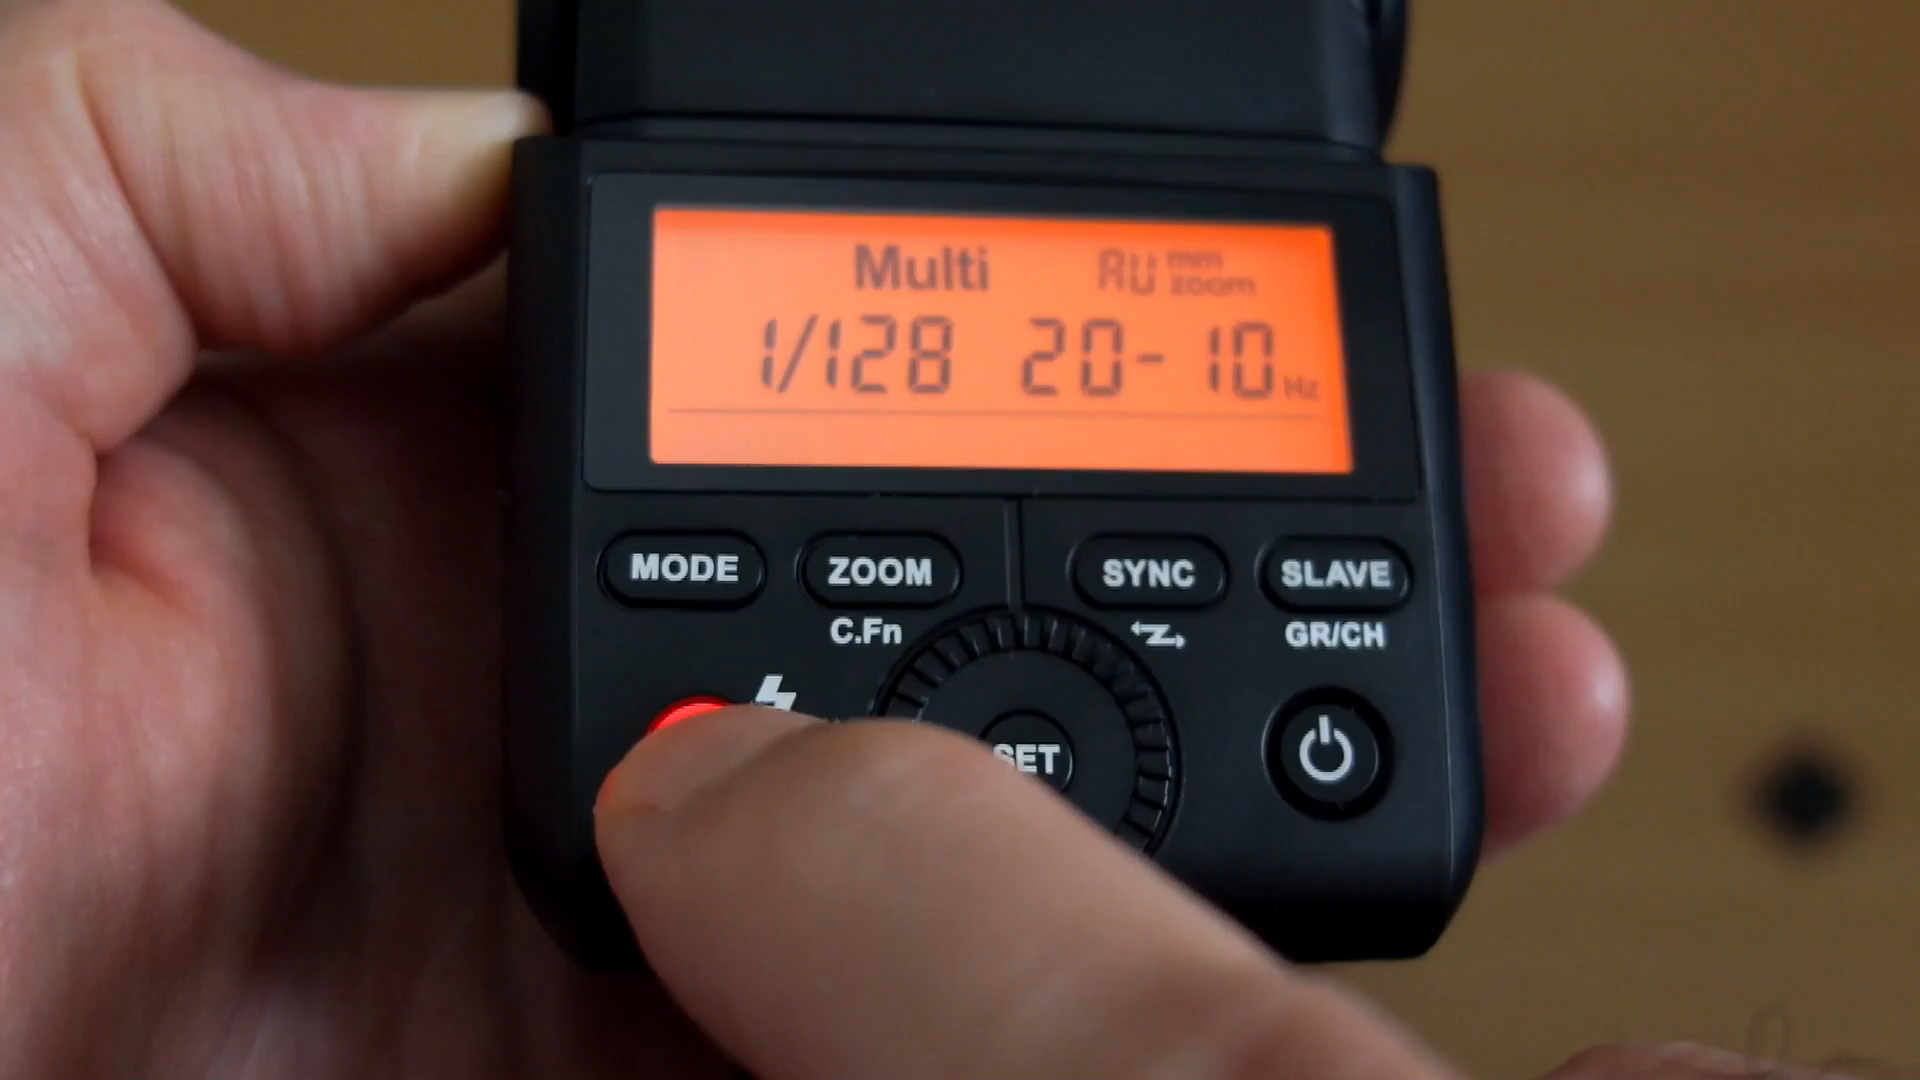 Multi AU mm
zoom
1/128 20-10 Hz
MODE ZOOM SYNC SLAVE
C.Fn GR/CH
SET